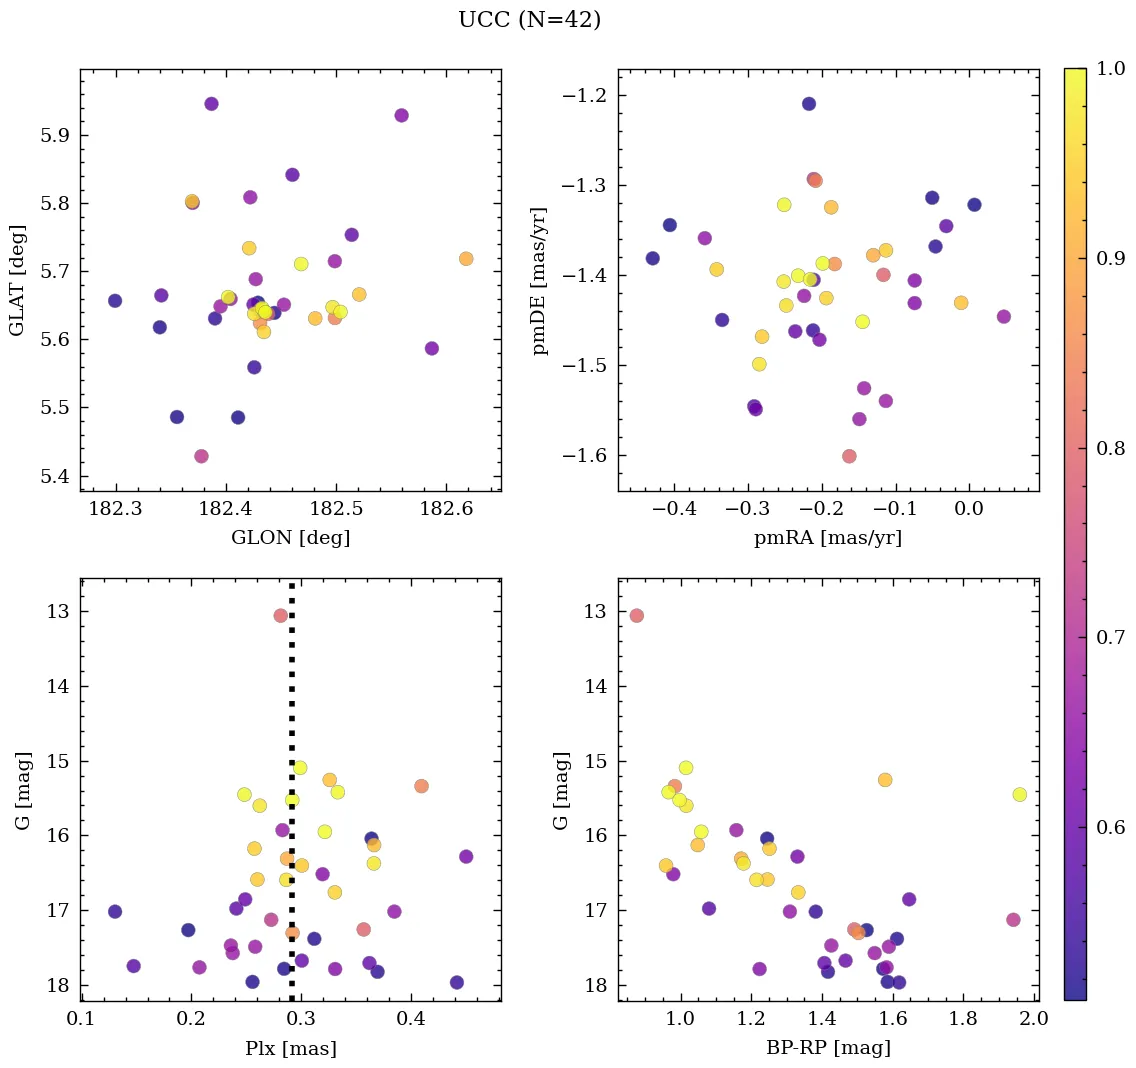 UCC (N=42)
5.9
5.8
5.7
5.6
5.5
5.4
GLAT [deg]
182.3 182.4 182.5 182.6
GLON [deg]
−1.2
−1.3
−1.4
−1.5
−1.6
pmDE [mas/yr]
−0.4 −0.3 −0.2 −0.1 0.0
pmRA [mas/yr]
13
14
15
16
17
18
G [mag]
0.1 0.2 0.3 0.4
Plx [mas]
13
14
15
16
17
18
G [mag]
1.0 1.2 1.4 1.6 1.8 2.0
BP-RP [mag]
1.0
0.9
0.8
0.7
0.6